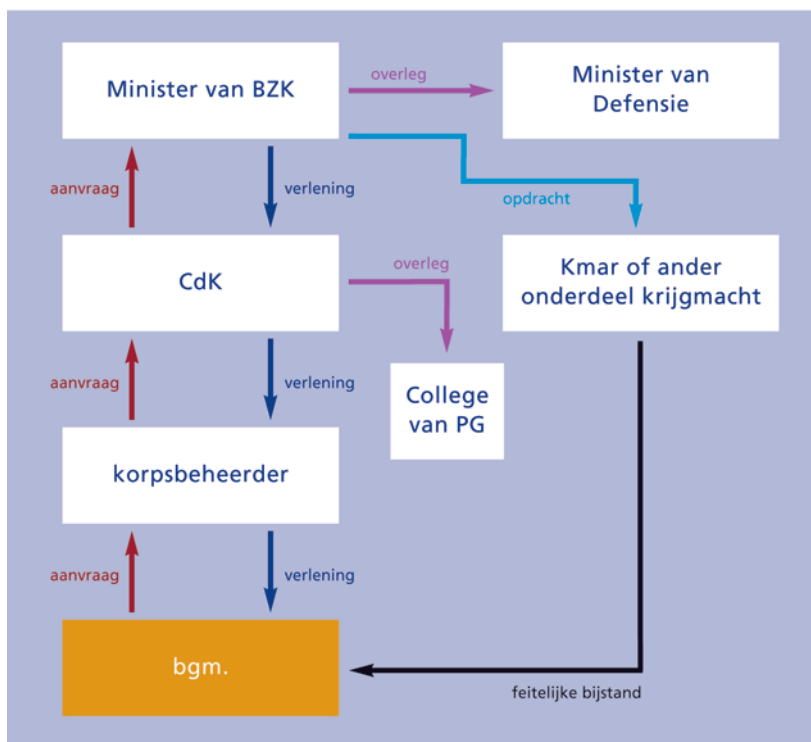 Minister van BZK
overleg
Minister van
Defensie
aanvraag
verlening
opdracht
CdK
overleg
Kmar of ander
onderdeel krijgmacht
aanvraag
verlening
College
van PG
korpsbeheerder
aanvraag
verlening
bgm.
feitelijke bijstand